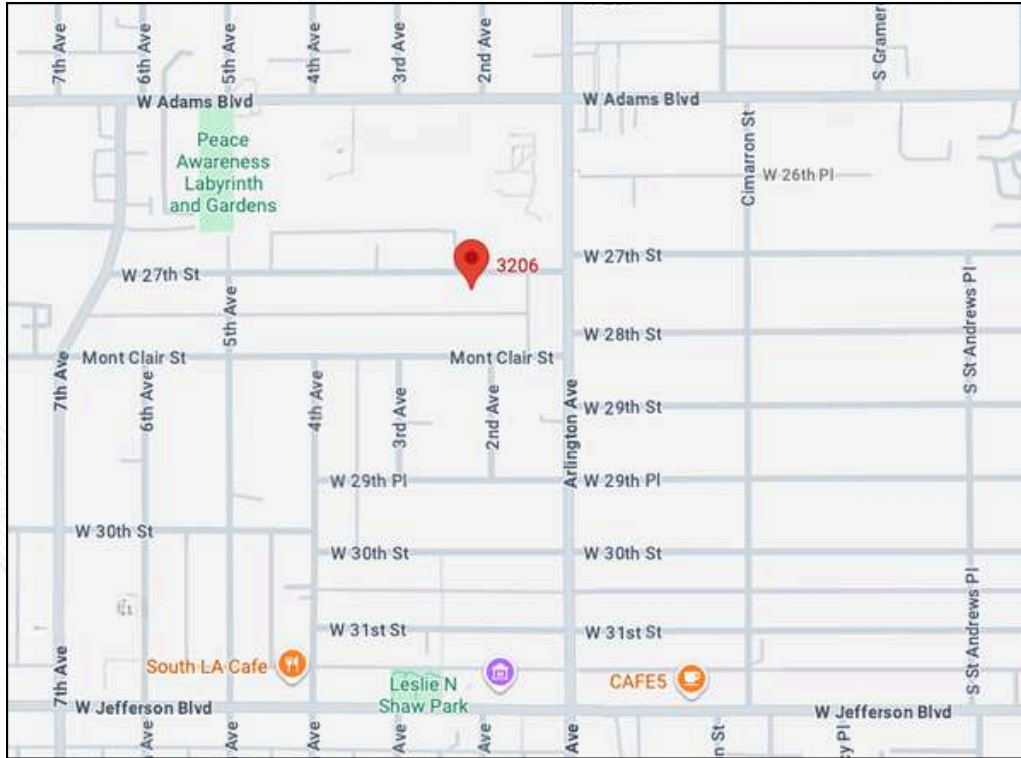 7th Ave
6th Ave
5th Ave
4th Ave
3rd Ave
2nd Ave
S Gramer
W Adams Blvd
W Adams Blvd
Peace
Awareness
Labyrinth
and Gardens
Cimarron St
W 26th Pl
W 27th St
3206
W 27th St
5th Ave
W 28th St
S St Andrews Pl
Mont Clair St
Mont Clair St
7th Ave
6th Ave
4th Ave
3rd Ave
2nd Ave
Arlington Ave
W 29th St
W 29th Pl
W 29th Pl
W 30th St
W 30th St
W 30th St
W 31st St
W 31st St
S St Andrews Pl
7th Ave
South LA Cafe
Leslie N
Shaw Park
CAFE5
W Jefferson Blvd
W Jefferson Blvd
Ave
Ave
Ave
Ave
Ave
n St
cy Pl